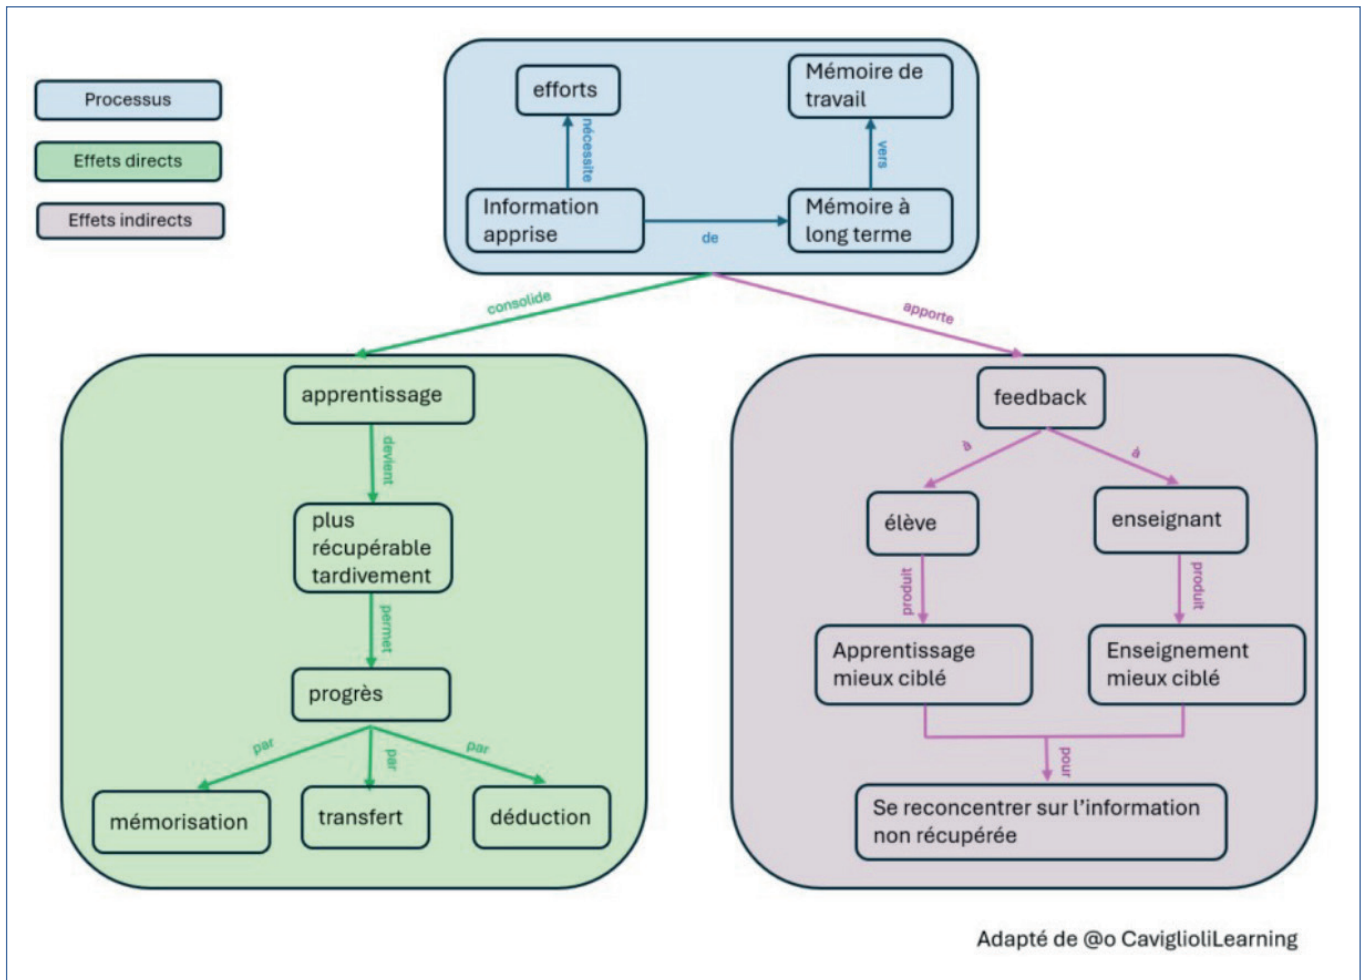 Processus
Effets directs
Effets indirects
efforts
Mémoire de
travail
nécessite
vers
Information
apprise
de
Mémoire à
long terme
consolide
apporte
apprentissage
devient
plus
récupérable
tardivement
permet
progrès
par
par
par
mémorisation
transfert
déduction
feedback
à
à
élève
enseignant
produit
produit
Apprentissage
mieux ciblé
Enseignement
mieux ciblé
pour
Se reconcentrer sur l’information
non récupérée
Adapté de @o CaviglioliLearning